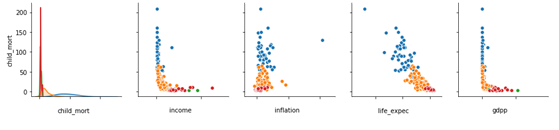 200
150
100
50
0
child_mort
child_mort
income
inflation
life_expec
gdpp